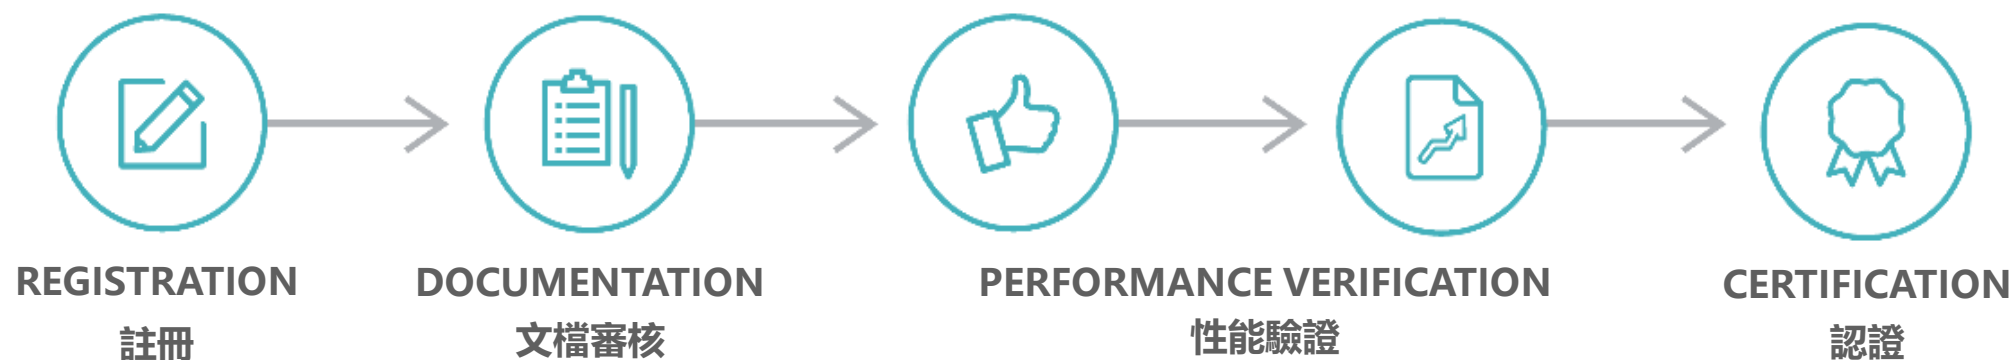 REGISTRATION
註冊
DOCUMENTATION
文檔審核
PERFORMANCE VERIFICATION
性能驗證
CERTIFICATION
認證